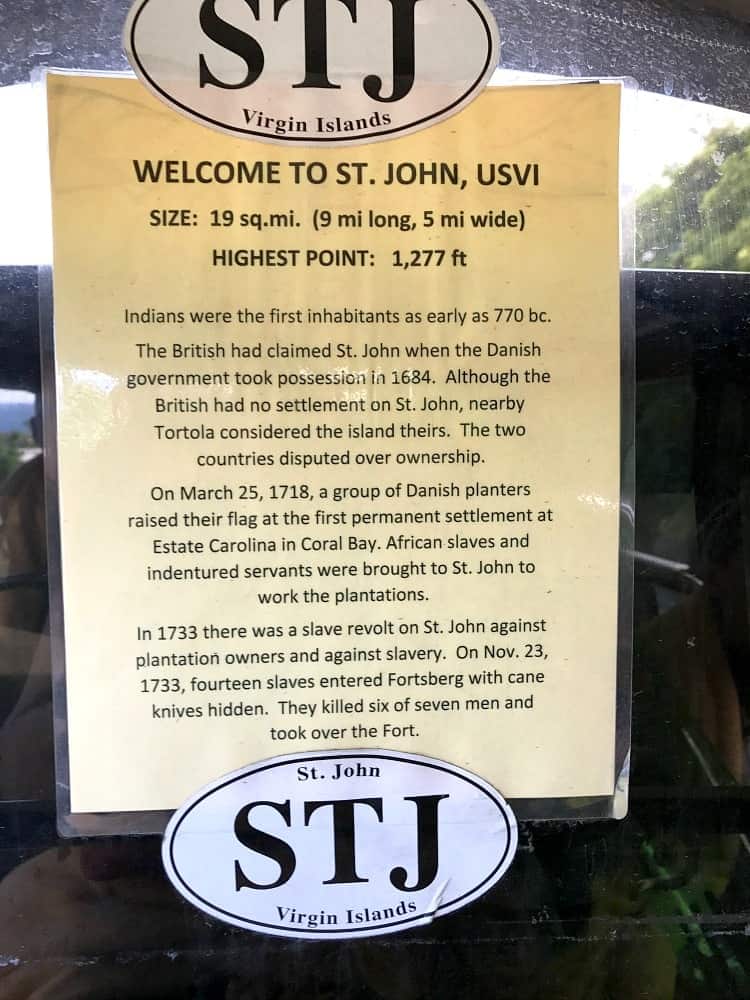 STJ
Virgin Islands
WELCOME TO ST. JOHN, USVI
SIZE: 19 sq.mi. (9 mi long, 5 mi wide)
HIGHEST POINT: 1,277 ft
Indians were the first inhabitants as early as 770 bc.
The British had claimed St. John when the Danish
government took possession in 1684. Although the
British had no settlement on St. John, nearby
Tortola considered the island theirs. The two
countries disputed over ownership.
On March 25, 1718, a group of Danish planters
raised their flag at the first permanent settlement at
Estate Carolina in Coral Bay. African slaves and
indentured servants were brought to St. John to
work the plantations.
In 1733 there was a slave revolt on St. John against
plantation owners and against slavery. On Nov. 23,
1733, fourteen slaves entered Fortsberg with cane
knives hidden. They killed six of seven men and
took over the Fort.
St. John
STJ
Virgin Islands